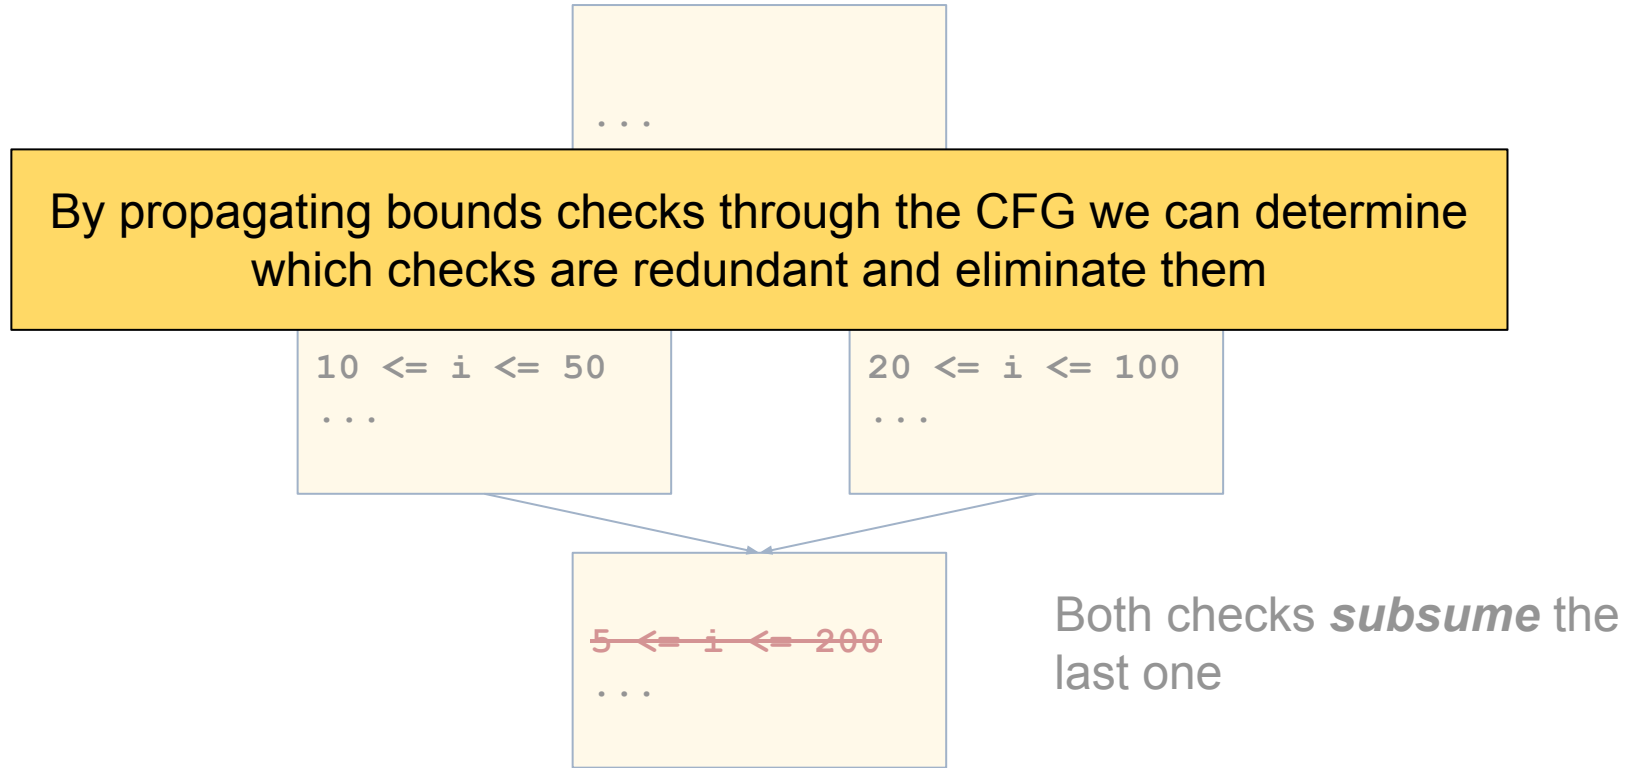 ...
By propagating bounds checks through the CFG we can determine
which checks are redundant and eliminate them
10 <= i <= 50
...
20 <= i <= 100
...
5 <= i <= 200
...
Both checks subsume the
last one